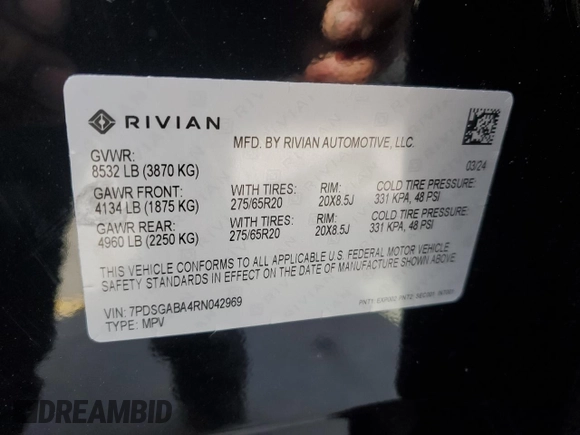 RIVIAN
MFD. BY RIVIAN AUTOMOTIVE, LLC.
03/24
GVWR:
8532 LB (3870 KG)
GAWR FRONT: WITH TIRES: RIM: COLD TIRE PRESSURE:
4134 LB (1875 KG) 275/65R20 20X8.5J 331 KPA, 48 PSI
GAWR REAR: WITH TIRES: RIM: COLD TIRE PRESSURE:
4960 LB (2250 KG) 275/65R20 20X8.5J 331 KPA, 48 PSI
THIS VEHICLE CONFORMS TO ALL APPLICABLE U.S. FEDERAL MOTOR VEHICLE
SAFETY STANDARDS IN EFFECT ON THE DATE OF MANUFACTURE SHOWN ABOVE.
VIN: 7PDSGABA4RN042969
TYPE: MPV
DREAMBID